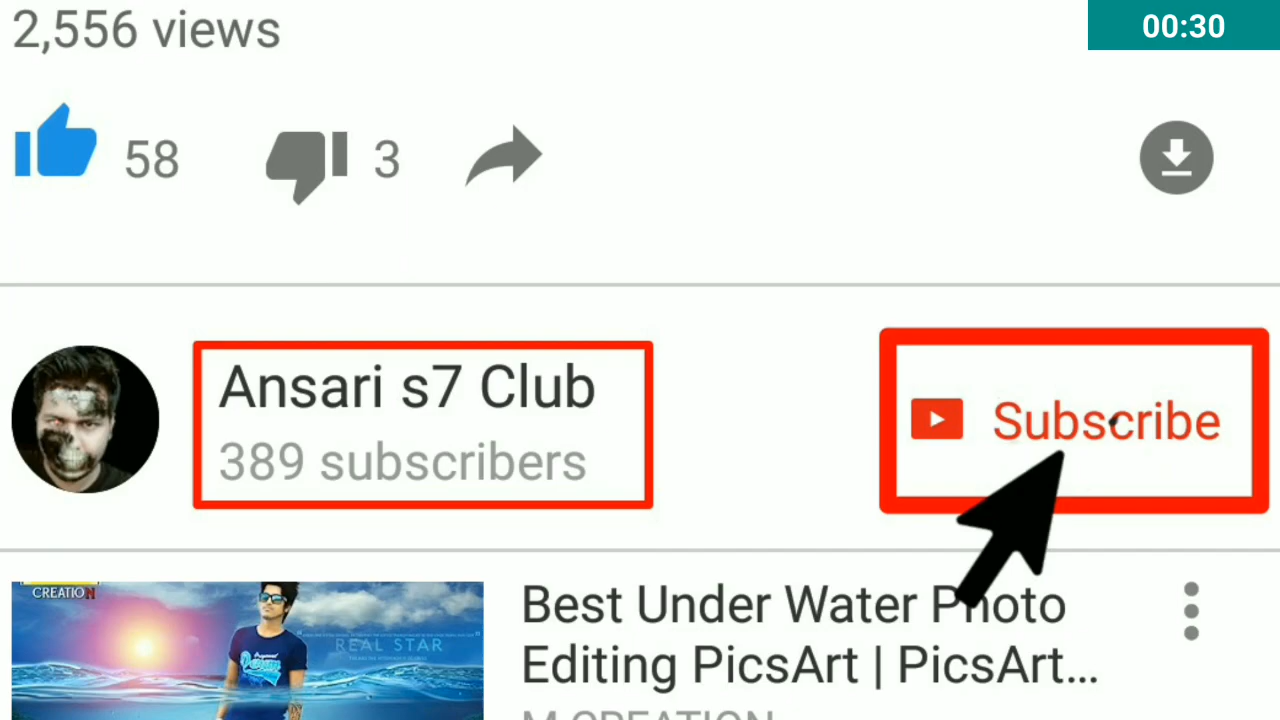 2,556 views
00:30
58
3
Ansari s7 Club
389 subscribers
Subscribe
CREATION
REAL STAR
Best Under Water Photo
Editing PicsArt | PicsArt...
M CREATION